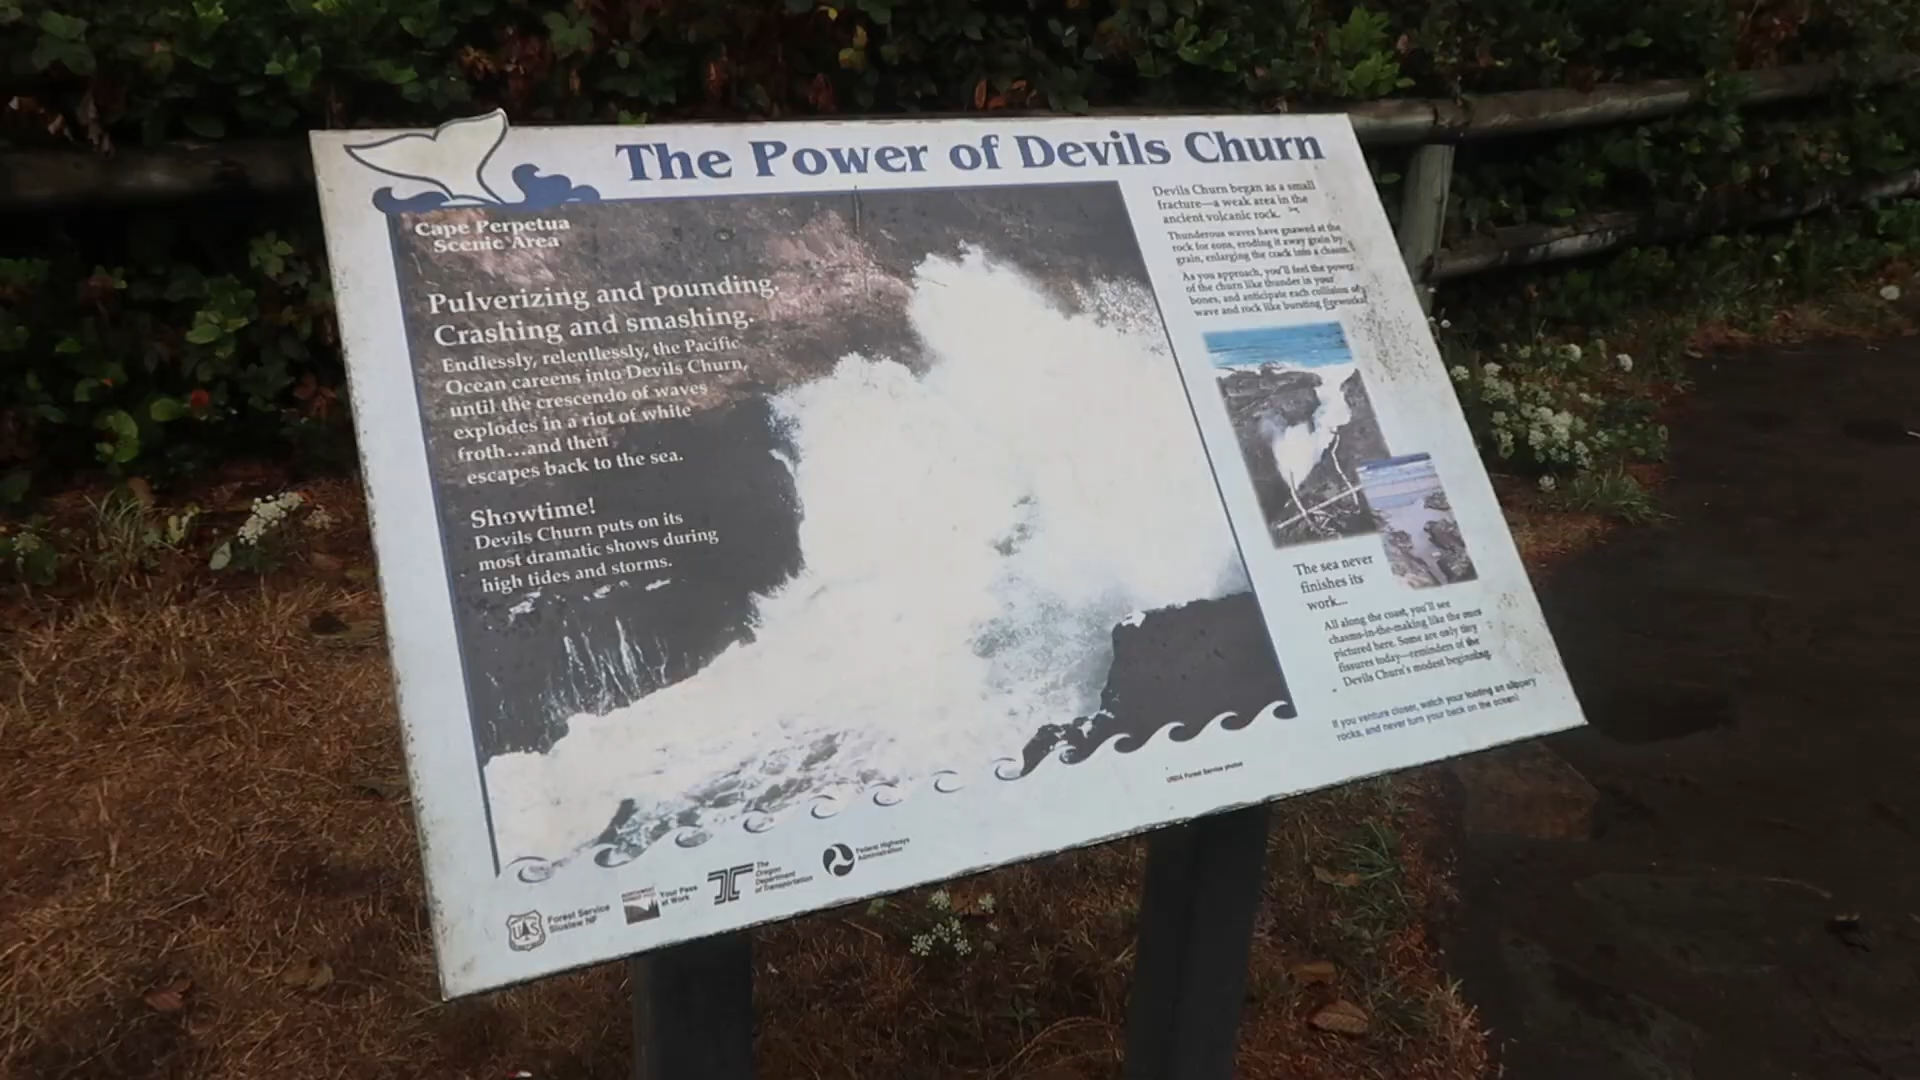 The Power of Devils Churn
Cape Perpetua
Scenic Area
Pulverizing and pounding.
Crashing and smashing.
Endlessly, relentlessly, the Pacific
Ocean careens into Devils Churn,
until the crescendo of waves
explodes in a riot of white
froth...and then
escapes back to the sea.
Showtime!
Devils Churn puts on its
most dramatic shows during
high tides and storms.
Devils Churn began as a small
fracture—a weak area in the
ancient volcanic rock.
Thunderous waves have gnawed at the
rock for eons, eroding it away grain by
grain, enlarging the crack into a chasm.
As you approach, you'll feel the power
of the churn like thunder in your
bones, and anticipate each collision of
wave and rock like bursting fireworks!
The sea never
finishes its
work...
All along the coast, you'll see
chasms-in-the-making like the ones
pictured here. Some are only tiny
fissures today—reminders of the
Devils Churn's modest beginning.
If you venture closer, watch your footing on slippery
rocks, and never turn your back on the ocean!
USDA Forest Service photos
UAS
Forest Service
Siuslaw NF
NORTHWEST
FOREST PASS
Your Pass
at Work
The
Oregon
Department
of Transportation
Federal Highways
Administration